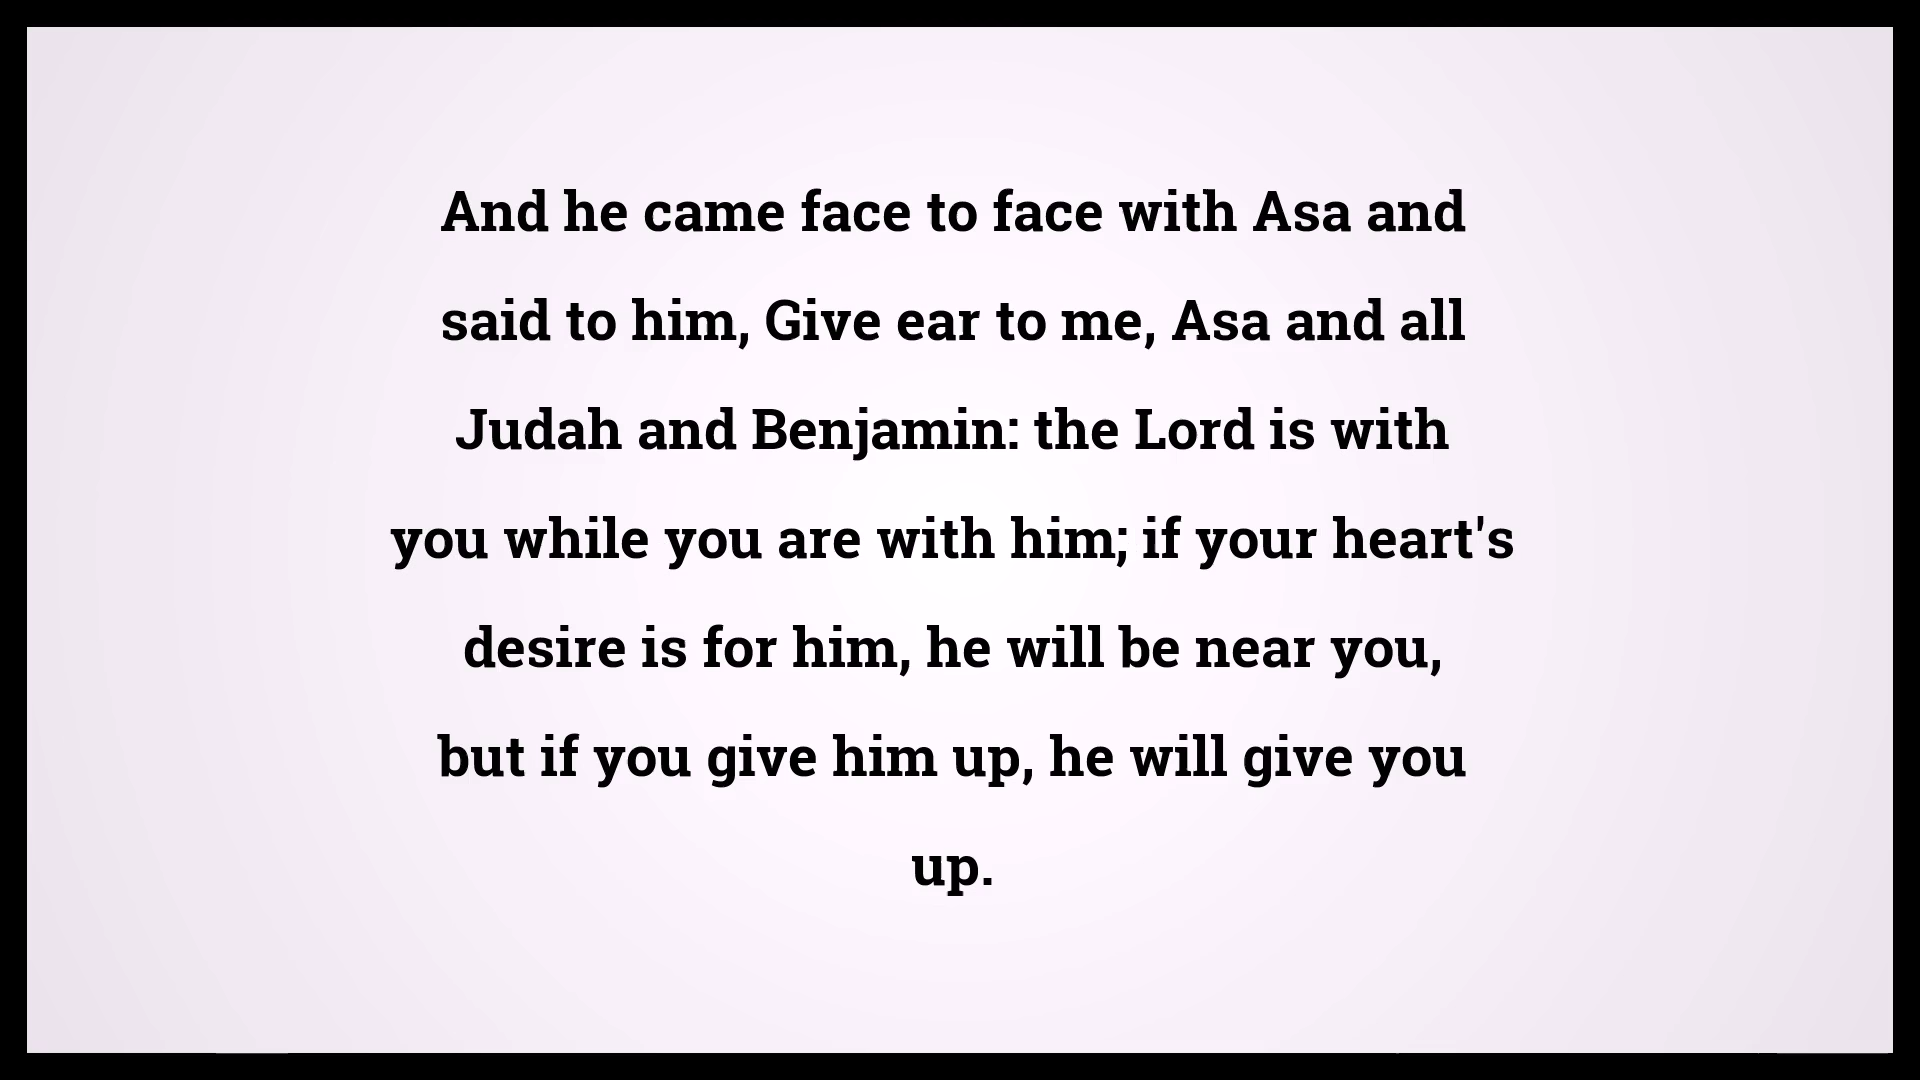 And he came face to face with Asa and
said to him, Give ear to me, Asa and all
Judah and Benjamin: the Lord is with
you while you are with him; if your heart's
desire is for him, he will be near you,
but if you give him up, he will give you
up.